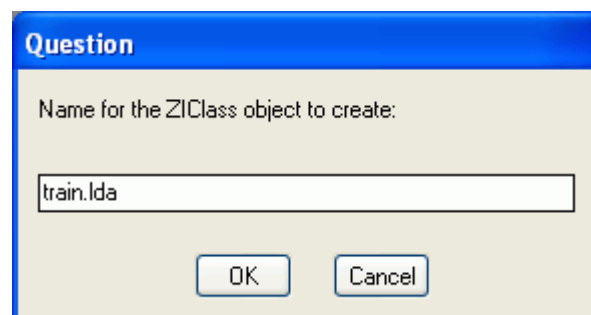 Question
Name for the ZIClass object to create:
train.lda
OK Cancel